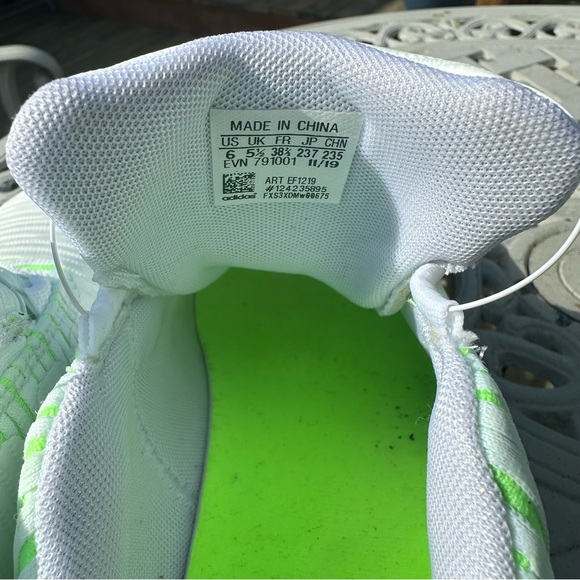 MADE IN CHINA
US UK FR JP CHN
6 5½ 38⅔ 237 235
EVN 791001 11/19
ART EF1219
#124235895
adidas FXS3XDMW00675